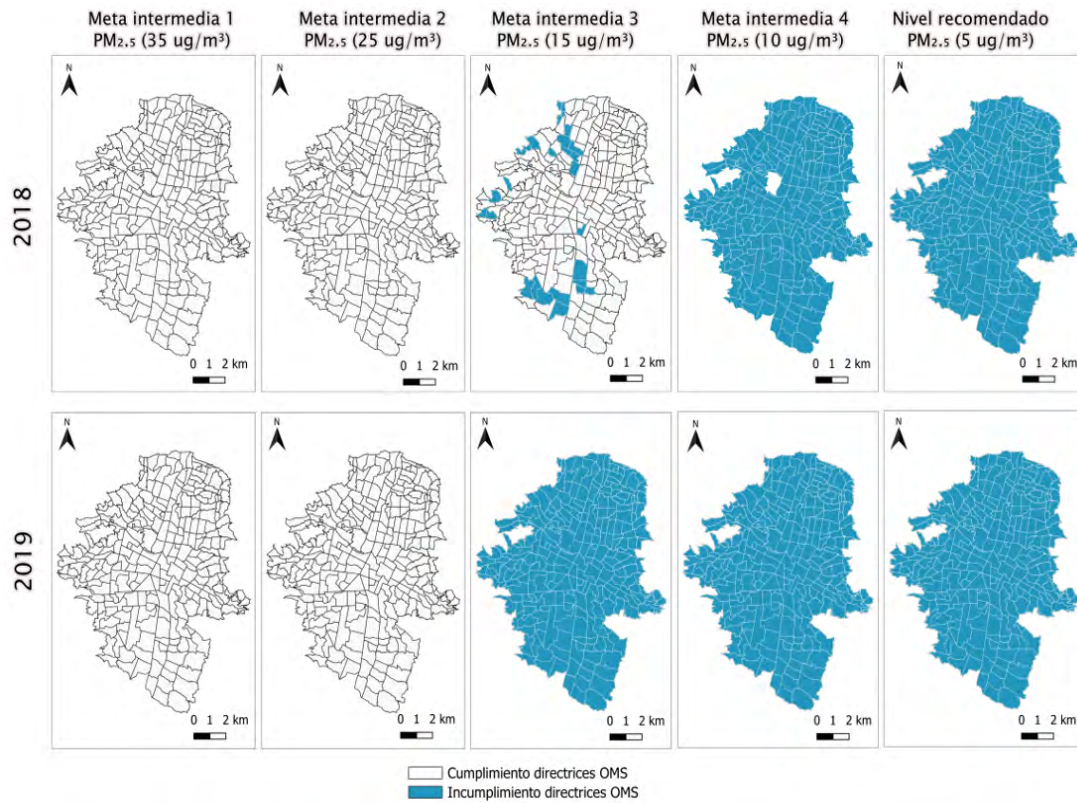 Meta intermedia 1
PM₂.₅ (35 ug/m³)
Meta intermedia 2
PM₂.₅ (25 ug/m³)
Meta intermedia 3
PM₂.₅ (15 ug/m³)
Meta intermedia 4
PM₂.₅ (10 ug/m³)
Nivel recomendado
PM₂.₅ (5 ug/m³)
2018
N
0 1 2 km
N
0 1 2 km
N
0 1 2 km
N
0 1 2 km
N
0 1 2 km
2019
N
0 1 2 km
N
0 1 2 km
N
0 1 2 km
N
0 1 2 km
N
0 1 2 km
Cumplimiento directrices OMS
Incumplimiento directrices OMS